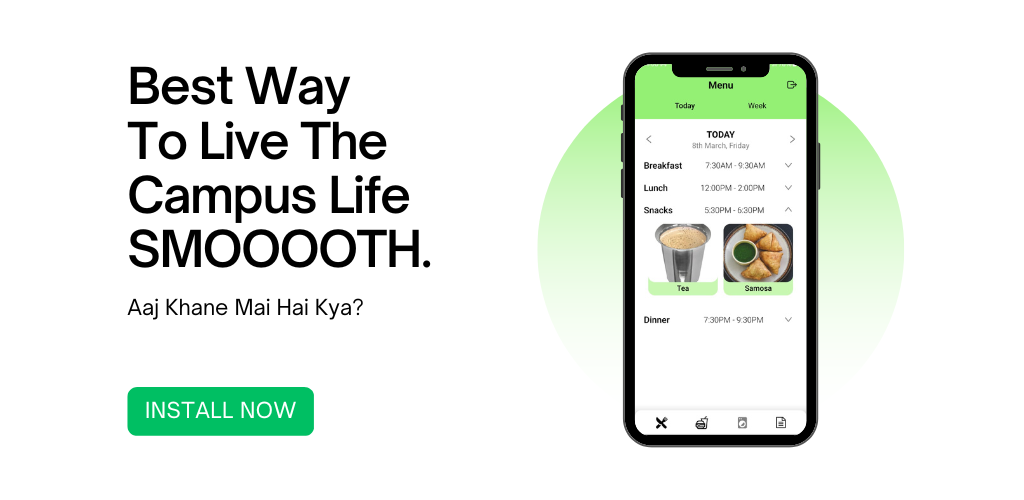 Best Way
To Live The
Campus Life
SMOOOOTH.
Aaj Khane Mai Hai Kya?
INSTALL NOW
Menu
Today Week
TODAY
8th March, Friday
Breakfast 7:30AM - 9:30AM
Lunch 12:00PM - 2:00PM
Snacks 5:30PM - 6:30PM
Tea Samosa
Dinner 7:30PM - 9:30PM